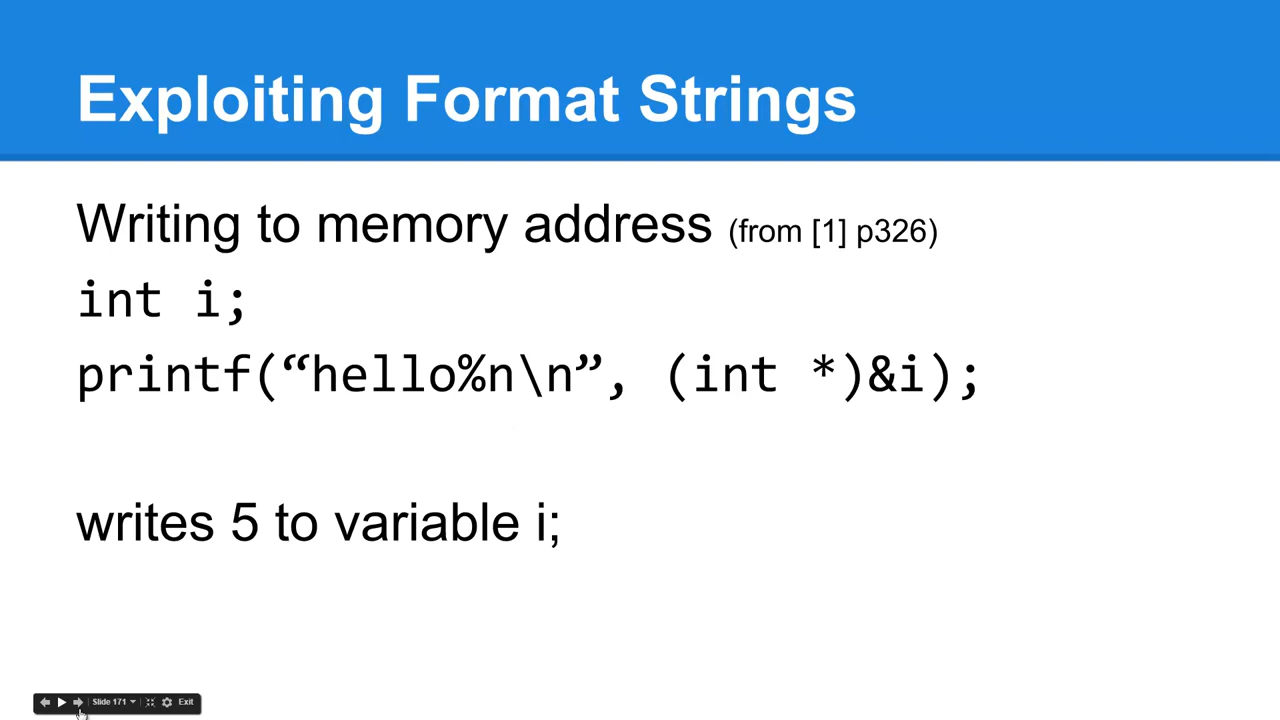 Exploiting Format Strings
Writing to memory address (from [1] p326)
int i;
printf(“hello%n\n”, (int *)&i);
writes 5 to variable i;
Slide 171
Exit